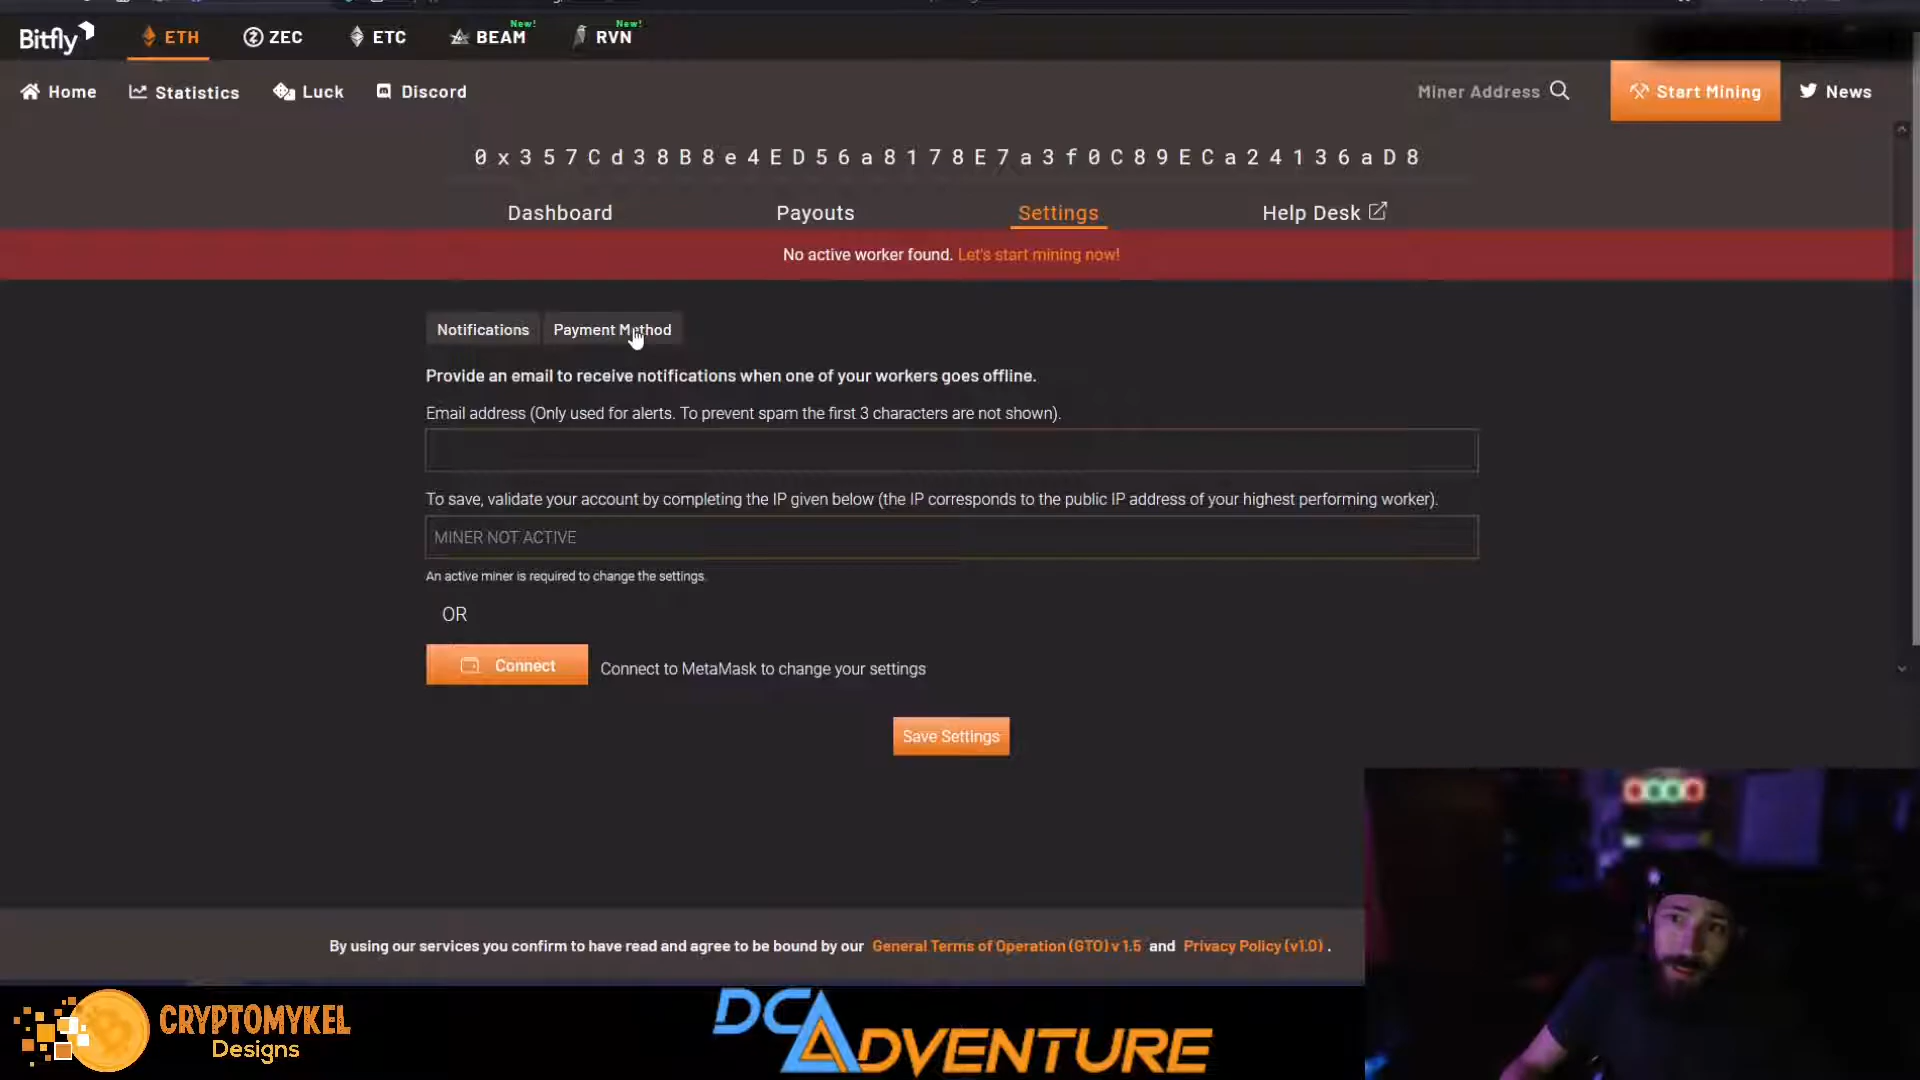 Bitfly
ETH
ZEC
ETC
BEAM
New!
RVN
New!
Home
Statistics
Luck
Discord
Miner Address
Start Mining
News
0x357Cd38B8e4ED56a8178E7a3f0C89ECa24136aD8
Dashboard
Payouts
Settings
Help Desk
No active worker found. Let's start mining now!
Notifications
Payment Method
Provide an email to receive notifications when one of your workers goes offline.
Email address (Only used for alerts. To prevent spam the first 3 characters are not shown).
To save, validate your account by completing the IP given below (the IP corresponds to the public IP address of your highest performing worker).
MINER NOT ACTIVE
An active miner is required to change the settings.
OR
Connect
Connect to MetaMask to change your settings
Save Settings
By using our services you confirm to have read and agree to be bound by our General Terms of Operation (GTO) v 1.5 and Privacy Policy (v1.0) .
CRYPTOMYKEL
Designs
DCADVENTURE